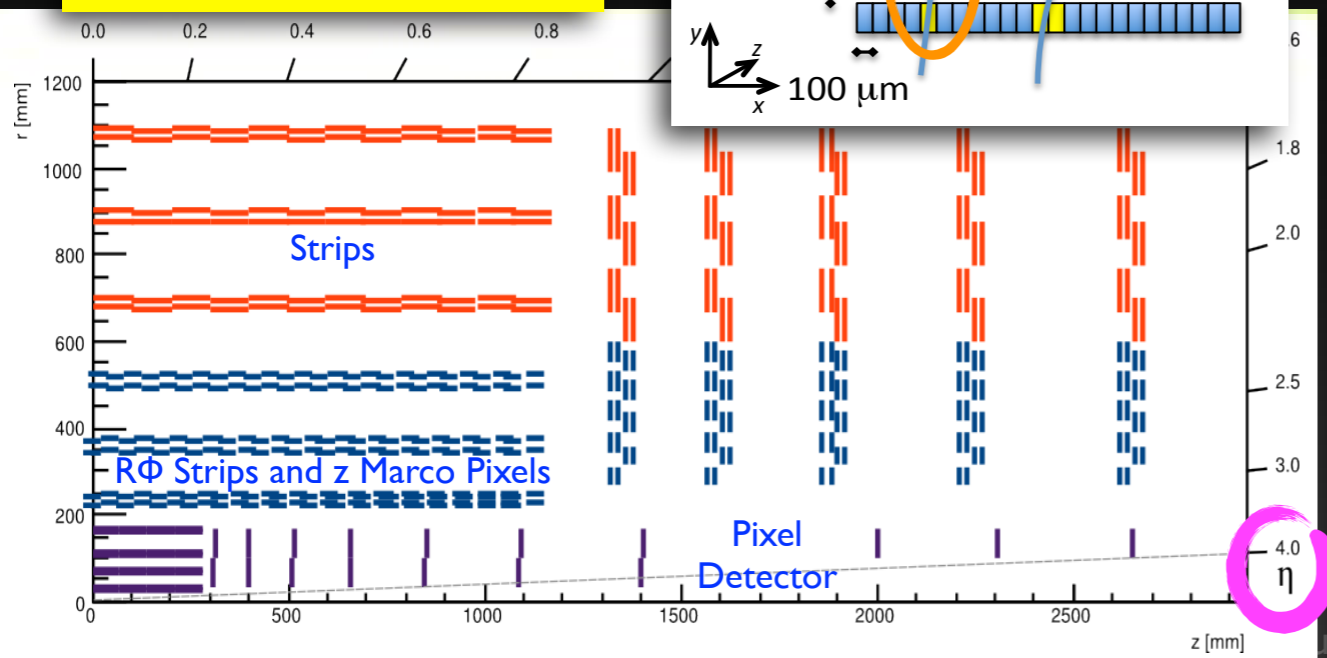 0.0 0.2 0.4 0.6 0.8
y
z
x
100 μm
.6
r [mm]
1200
1000
800
600
400
200
0
1.8
2.0
2.5
3.0
4.0
η
Strips
RΦ Strips and z Marco Pixels
Pixel
Detector
0 500 1000 1500 2000 2500
z [mm]